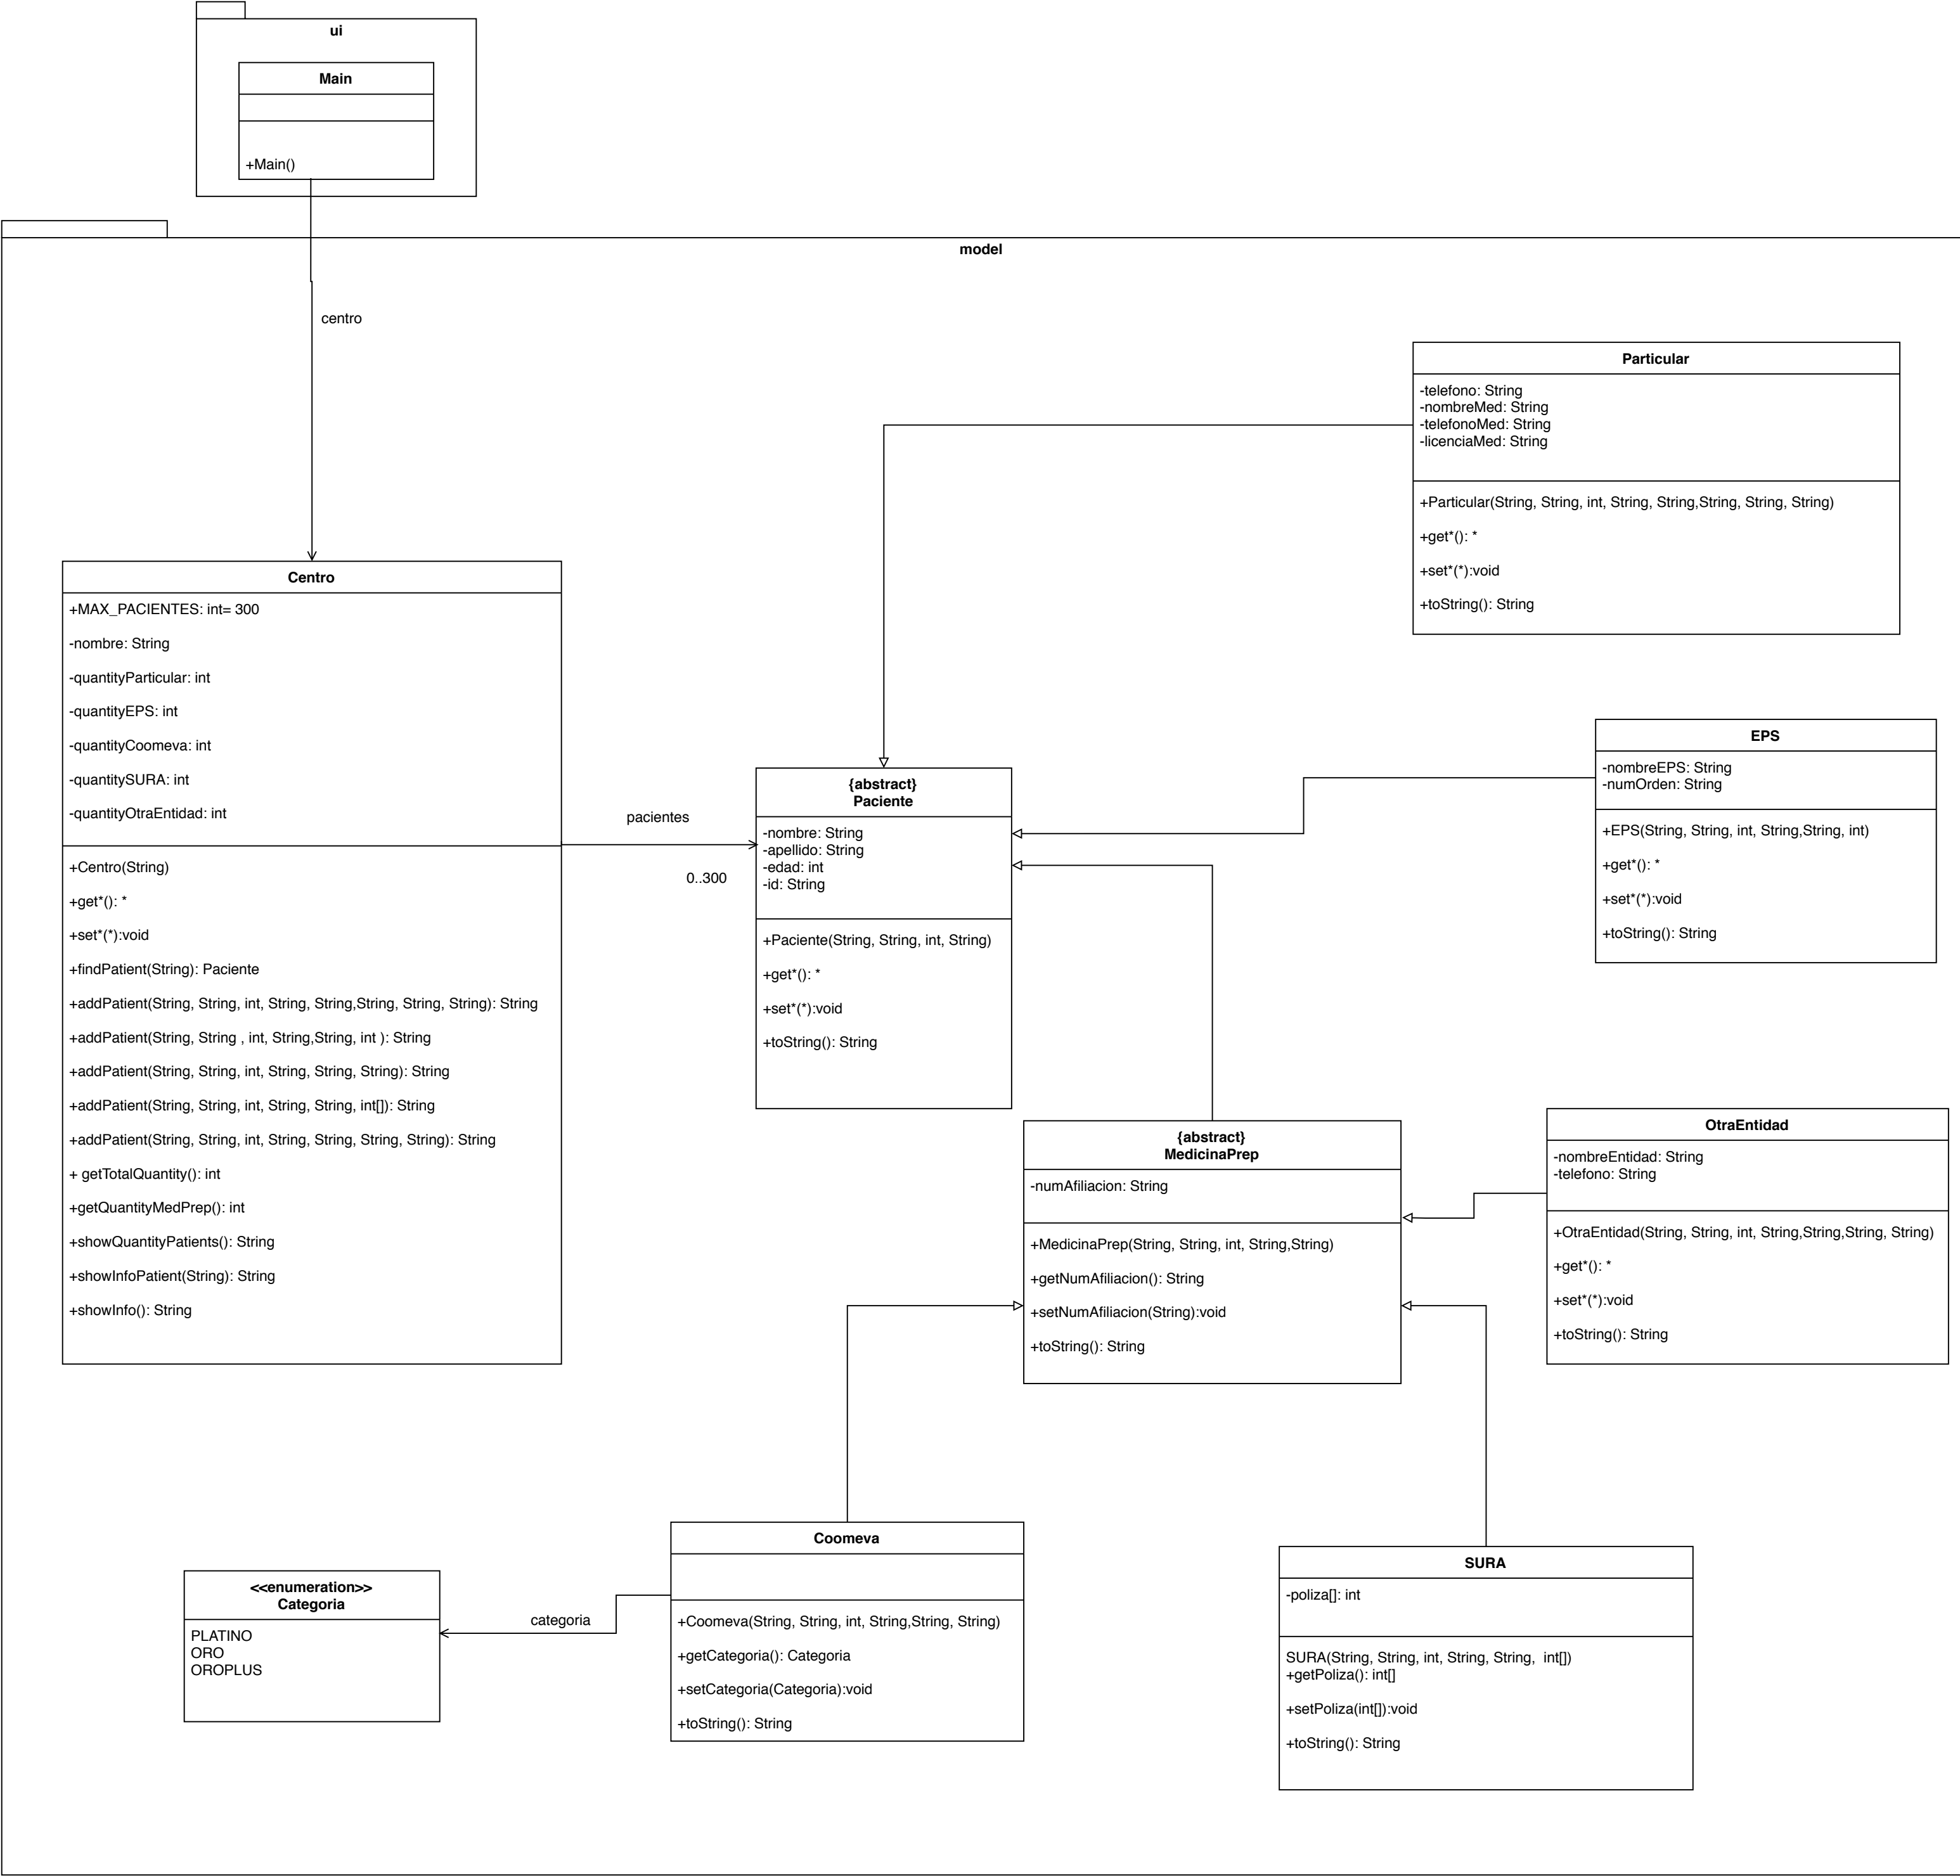 ui
Main
+Main()
model
centro
Particular
-telefono: String
-nombreMed: String
-telefonoMed: String
-licenciaMed: String
+Particular(String, String, int, String, String,String, String, String)
+get*(): *
+set*(*):void
+toString(): String
Centro
+MAX_PACIENTES: int= 300
-nombre: String
-quantityParticular: int
-quantityEPS: int
-quantityCoomeva: int
-quantitySURA: int
-quantityOtraEntidad: int
+Centro(String)
+get*(): *
+set*(*):void
+findPatient(String): Paciente
+addPatient(String, String, int, String, String,String, String, String): String
+addPatient(String, String , int, String,String, int ): String
+addPatient(String, String, int, String, String, String): String
+addPatient(String, String, int, String, String, int[]): String
+addPatient(String, String, int, String, String, String, String): String
+ getTotalQuantity(): int
+getQuantityMedPrep(): int
+showQuantityPatients(): String
+showInfoPatient(String): String
+showInfo(): String
pacientes
0..300
{abstract}
Paciente
-nombre: String
-apellido: String
-edad: int
-id: String
+Paciente(String, String, int, String)
+get*(): *
+set*(*):void
+toString(): String
EPS
-nombreEPS: String
-numOrden: String
+EPS(String, String, int, String,String, int)
+get*(): *
+set*(*):void
+toString(): String
{abstract}
MedicinaPrep
-numAfiliacion: String
+MedicinaPrep(String, String, int, String,String)
+getNumAfiliacion(): String
+setNumAfiliacion(String):void
+toString(): String
OtraEntidad
-nombreEntidad: String
-telefono: String
+OtraEntidad(String, String, int, String,String,String, String)
+get*(): *
+set*(*):void
+toString(): String
<<enumeration>>
Categoria
PLATINO
ORO
OROPLUS
categoria
Coomeva
+Coomeva(String, String, int, String,String, String)
+getCategoria(): Categoria
+setCategoria(Categoria):void
+toString(): String
SURA
-poliza[]: int
SURA(String, String, int, String, String,  int[])
+getPoliza(): int[]
+setPoliza(int[]):void
+toString(): String